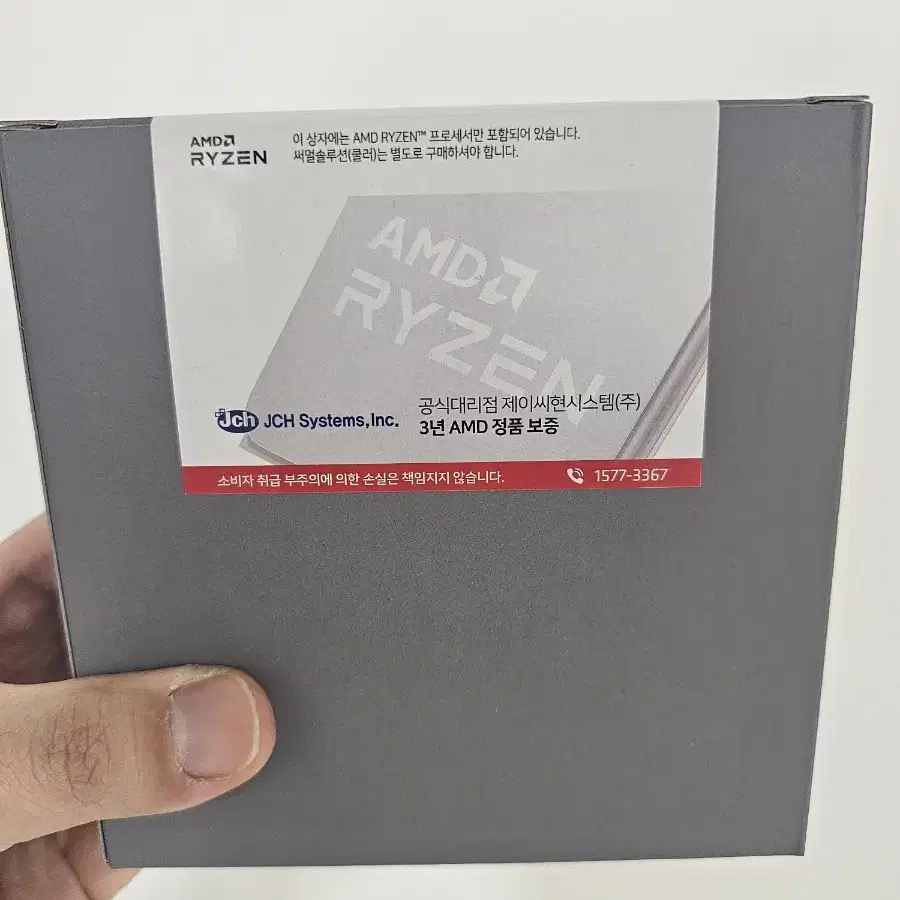 AMD
RYZEN
이 상자에는 AMD RYZEN™ 프로세서만 포함되어 있습니다.
써멀솔루션(쿨러)는 별도로 구매하셔야 합니다.
AMD
RYZEN
Jch JCH Systems,Inc.
공식대리점 제이씨현시스템(주)
3년 AMD 정품 보증
소비자 취급 부주의에 의한 손실은 책임지지 않습니다.
1577-3367